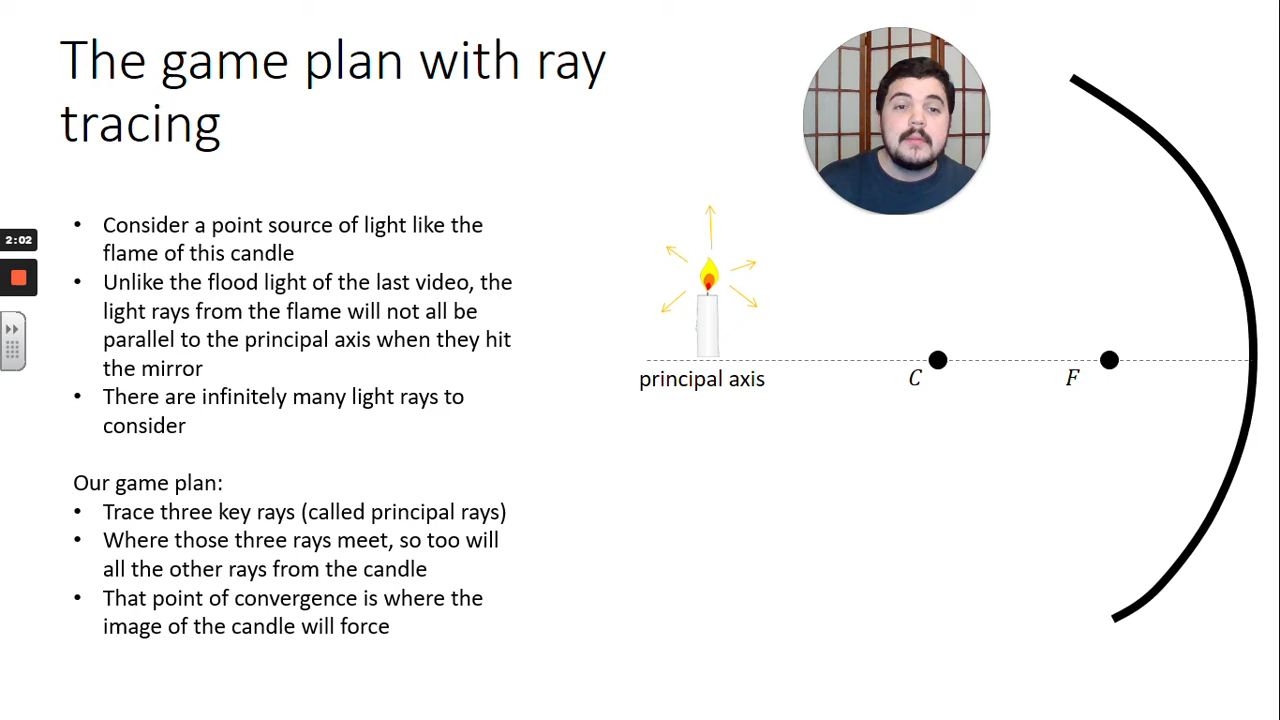 The game plan with ray
tracing
2:02
• Consider a point source of light like the
flame of this candle
• Unlike the flood light of the last video, the
light rays from the flame will not all be
parallel to the principal axis when they hit
the mirror
• There are infinitely many light rays to
consider
Our game plan:
• Trace three key rays (called principal rays)
• Where those three rays meet, so too will
all the other rays from the candle
• That point of convergence is where the
image of the candle will force
principal axis
C
F